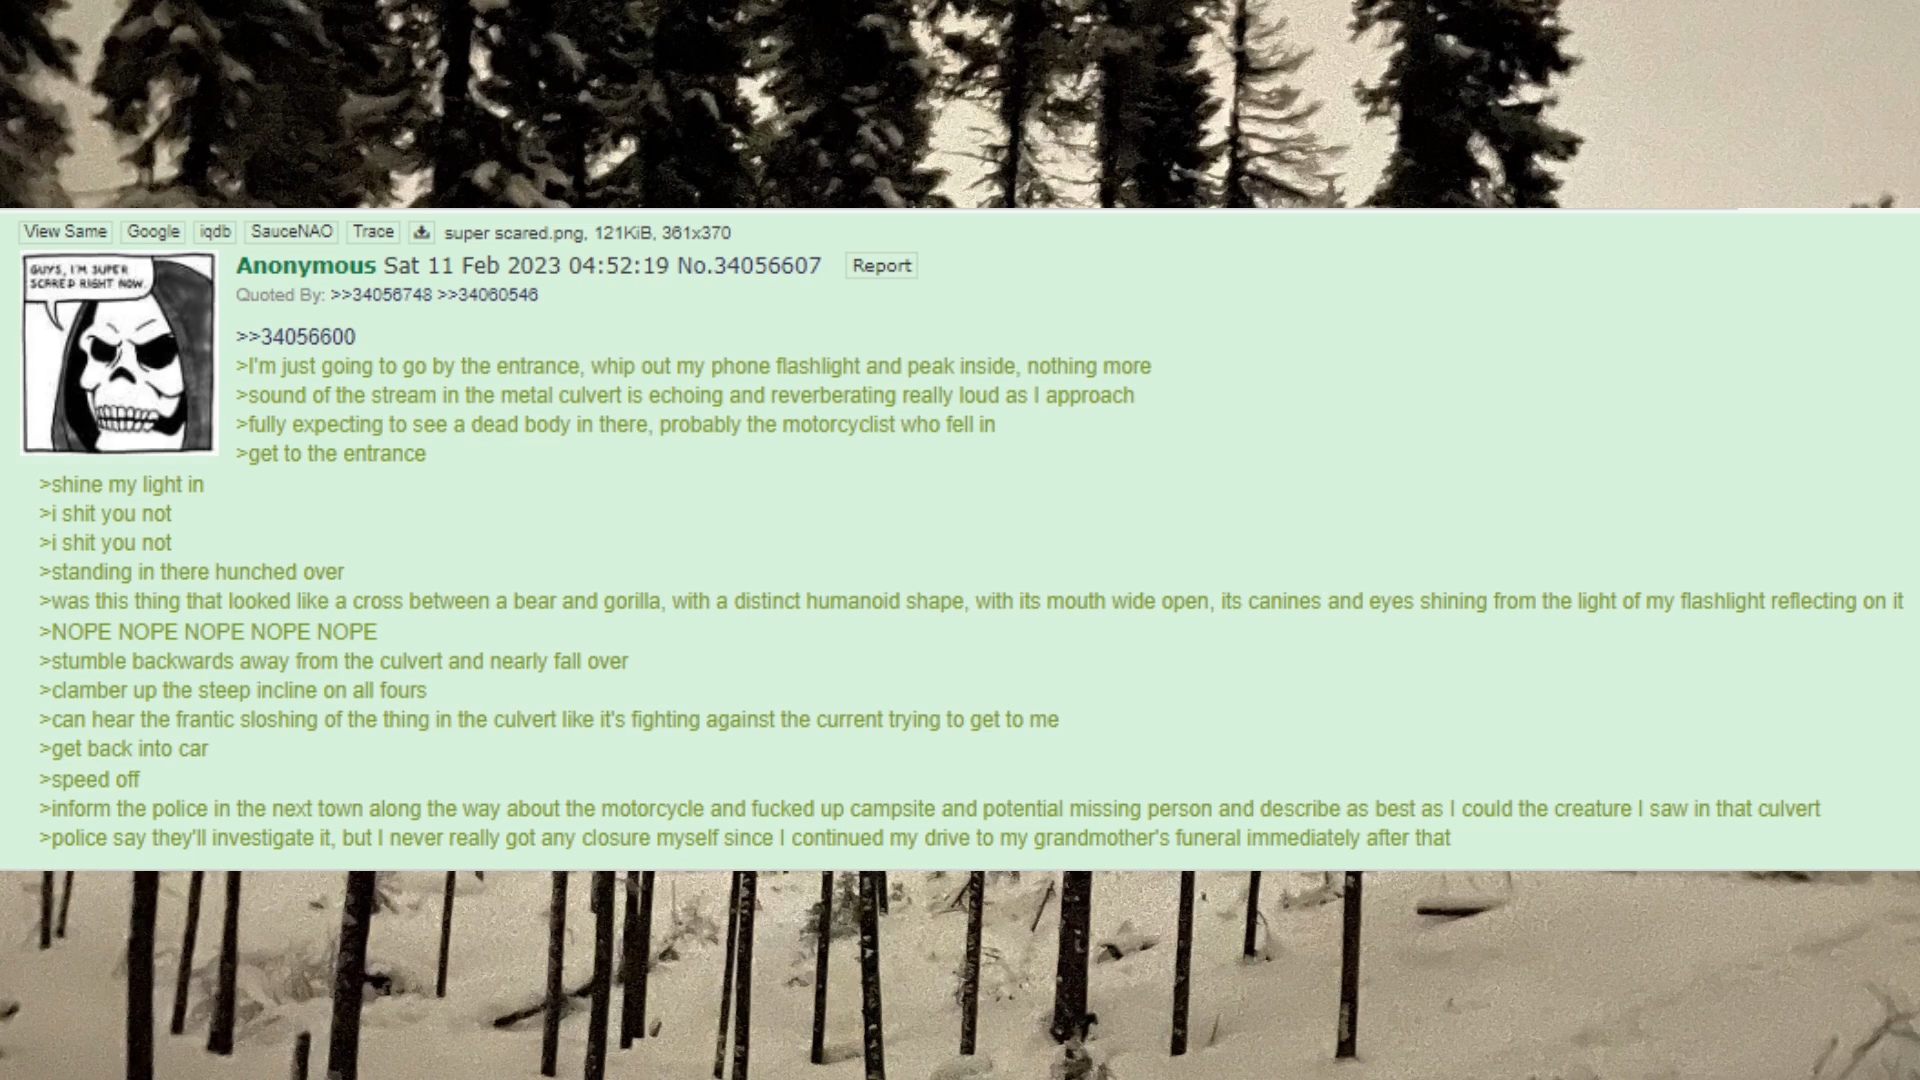 View Same Google iqdb SauceNAO Trace super scared.png, 121KiB, 361x370
GUYS, I'M SUPER
SCARED RIGHT NOW.
Anonymous Sat 11 Feb 2023 04:52:19 No.34056607 Report
Quoted By: >>34056748 >>34060546
>>34056600
>I'm just going to go by the entrance, whip out my phone flashlight and peak inside, nothing more
>sound of the stream in the metal culvert is echoing and reverberating really loud as I approach
>fully expecting to see a dead body in there, probably the motorcyclist who fell in
>get to the entrance
>shine my light in
>i shit you not
>i shit you not
>standing in there hunched over
>was this thing that looked like a cross between a bear and gorilla, with a distinct humanoid shape, with its mouth wide open, its canines and eyes shining from the light of my flashlight reflecting on it
>NOPE NOPE NOPE NOPE NOPE
>stumble backwards away from the culvert and nearly fall over
>clamber up the steep incline on all fours
>can hear the frantic sloshing of the thing in the culvert like it's fighting against the current trying to get to me
>get back into car
>speed off
>inform the police in the next town along the way about the motorcycle and fucked up campsite and potential missing person and describe as best as I could the creature I saw in that culvert
>police say they'll investigate it, but I never really got any closure myself since I continued my drive to my grandmother's funeral immediately after that